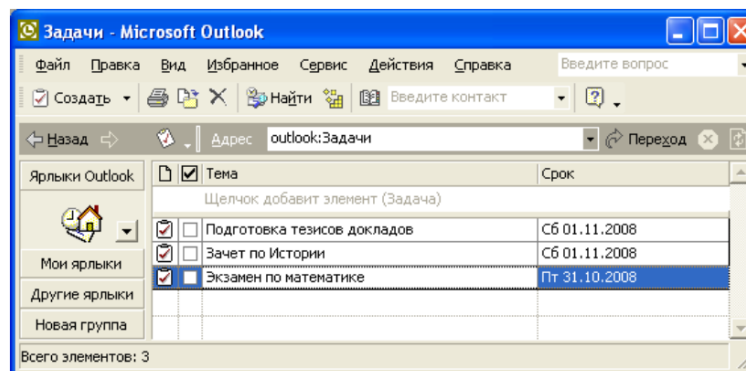 Задачи - Microsoft Outlook
Файл Правка Вид Избранное Сервис Действия Справка Введите вопрос
Создать Найти Введите контакт
Назад Адрес outlook:Задачи Переход
Ярлыки Outlook Тема Срок
Щелчок добавит элемент (Задача)
Подготовка тезисов докладов Сб 01.11.2008
Зачет по Истории Сб 01.11.2008
Мои ярлыки
Экзамен по математике Пт 31.10.2008
Другие ярлыки
Новая группа
Всего элементов: 3